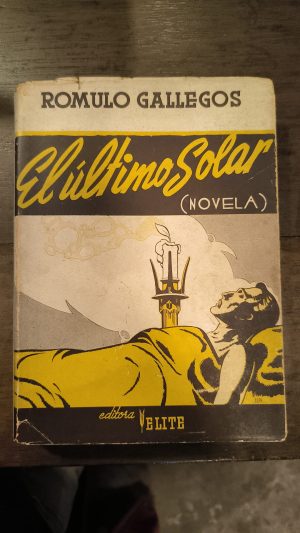 ROMULO GALLEGOS
El último Solar
(NOVELA)
editora ELITE